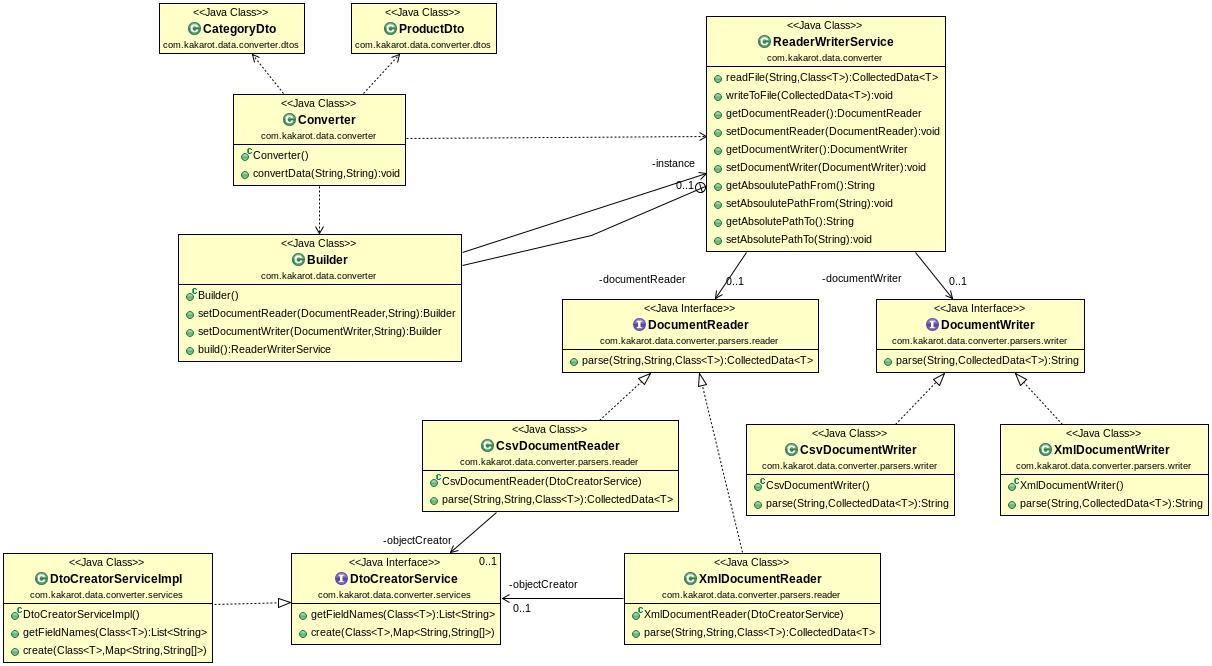 <<Java Class>>
CategoryDto
com.kakarot.data.converter.dtos
<<Java Class>>
ProductDto
com.kakarot.data.converter.dtos
<<Java Class>>
ReaderWriterService
com.kakarot.data.converter
readFile(String,Class<T>):CollectedData<T>
writeToFile(CollectedData<T>):void
getDocumentReader():DocumentReader
setDocumentReader(DocumentReader):void
getDocumentWriter():DocumentWriter
setDocumentWriter(DocumentWriter):void
getAbsoulutePathFrom():String
setAbsoulutePathFrom(String):void
getAbsolutePathTo():String
setAbsolutePathTo(String):void
<<Java Class>>
Converter
com.kakarot.data.converter
Converter()
convertData(String,String):void
-instance
0..1
<<Java Class>>
Builder
com.kakarot.data.converter
Builder()
setDocumentReader(DocumentReader,String):Builder
setDocumentWriter(DocumentWriter,String):Builder
build():ReaderWriterService
-documentReader
0..1
-documentWriter
0..1
<<Java Interface>>
DocumentReader
com.kakarot.data.converter.parsers.reader
parse(String,String,Class<T>):CollectedData<T>
<<Java Interface>>
DocumentWriter
com.kakarot.data.converter.parsers.writer
parse(String,CollectedData<T>):String
<<Java Class>>
CsvDocumentReader
com.kakarot.data.converter.parsers.reader
CsvDocumentReader(DtoCreatorService)
parse(String,String,Class<T>):CollectedData<T>
<<Java Class>>
CsvDocumentWriter
com.kakarot.data.converter.parsers.writer
CsvDocumentWriter()
parse(String,CollectedData<T>):String
<<Java Class>>
XmlDocumentWriter
com.kakarot.data.converter.parsers.writer
XmlDocumentWriter()
parse(String,CollectedData<T>):String
-objectCreator
0..1
<<Java Class>>
DtoCreatorServiceImpl
com.kakarot.data.converter.services
DtoCreatorServiceImpl()
getFieldNames(Class<T>):List<String>
create(Class<T>,Map<String,String[]>)
<<Java Interface>>
DtoCreatorService
com.kakarot.data.converter.services
getFieldNames(Class<T>):List<String>
create(Class<T>,Map<String,String[]>)
-objectCreator
0..1
<<Java Class>>
XmlDocumentReader
com.kakarot.data.converter.parsers.reader
XmlDocumentReader(DtoCreatorService)
parse(String,String,Class<T>):CollectedData<T>